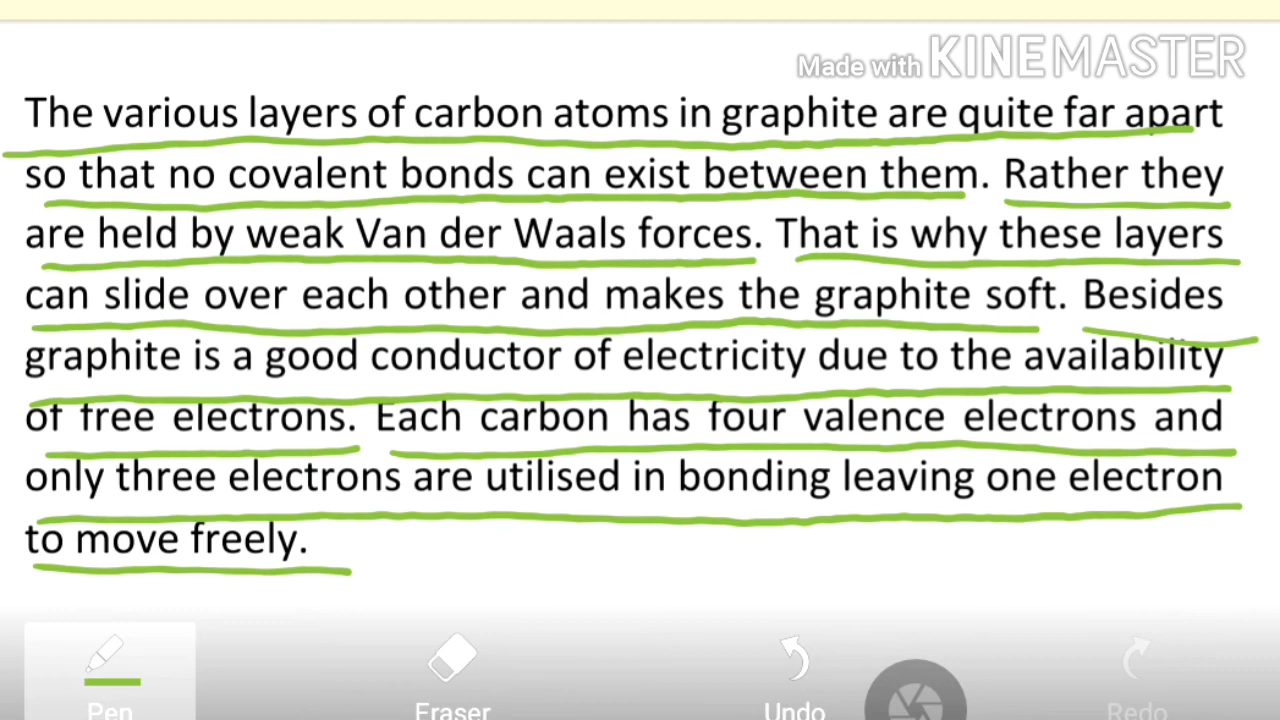 Made with KINEMASTER
The various layers of carbon atoms in graphite are quite far apart
so that no covalent bonds can exist between them. Rather they
are held by weak Van der Waals forces. That is why these layers
can slide over each other and makes the graphite soft. Besides
graphite is a good conductor of electricity due to the availability
of free electrons. Each carbon has four valence electrons and
only three electrons are utilised in bonding leaving one electron
to move freely.
Pen Eraser Undo Redo